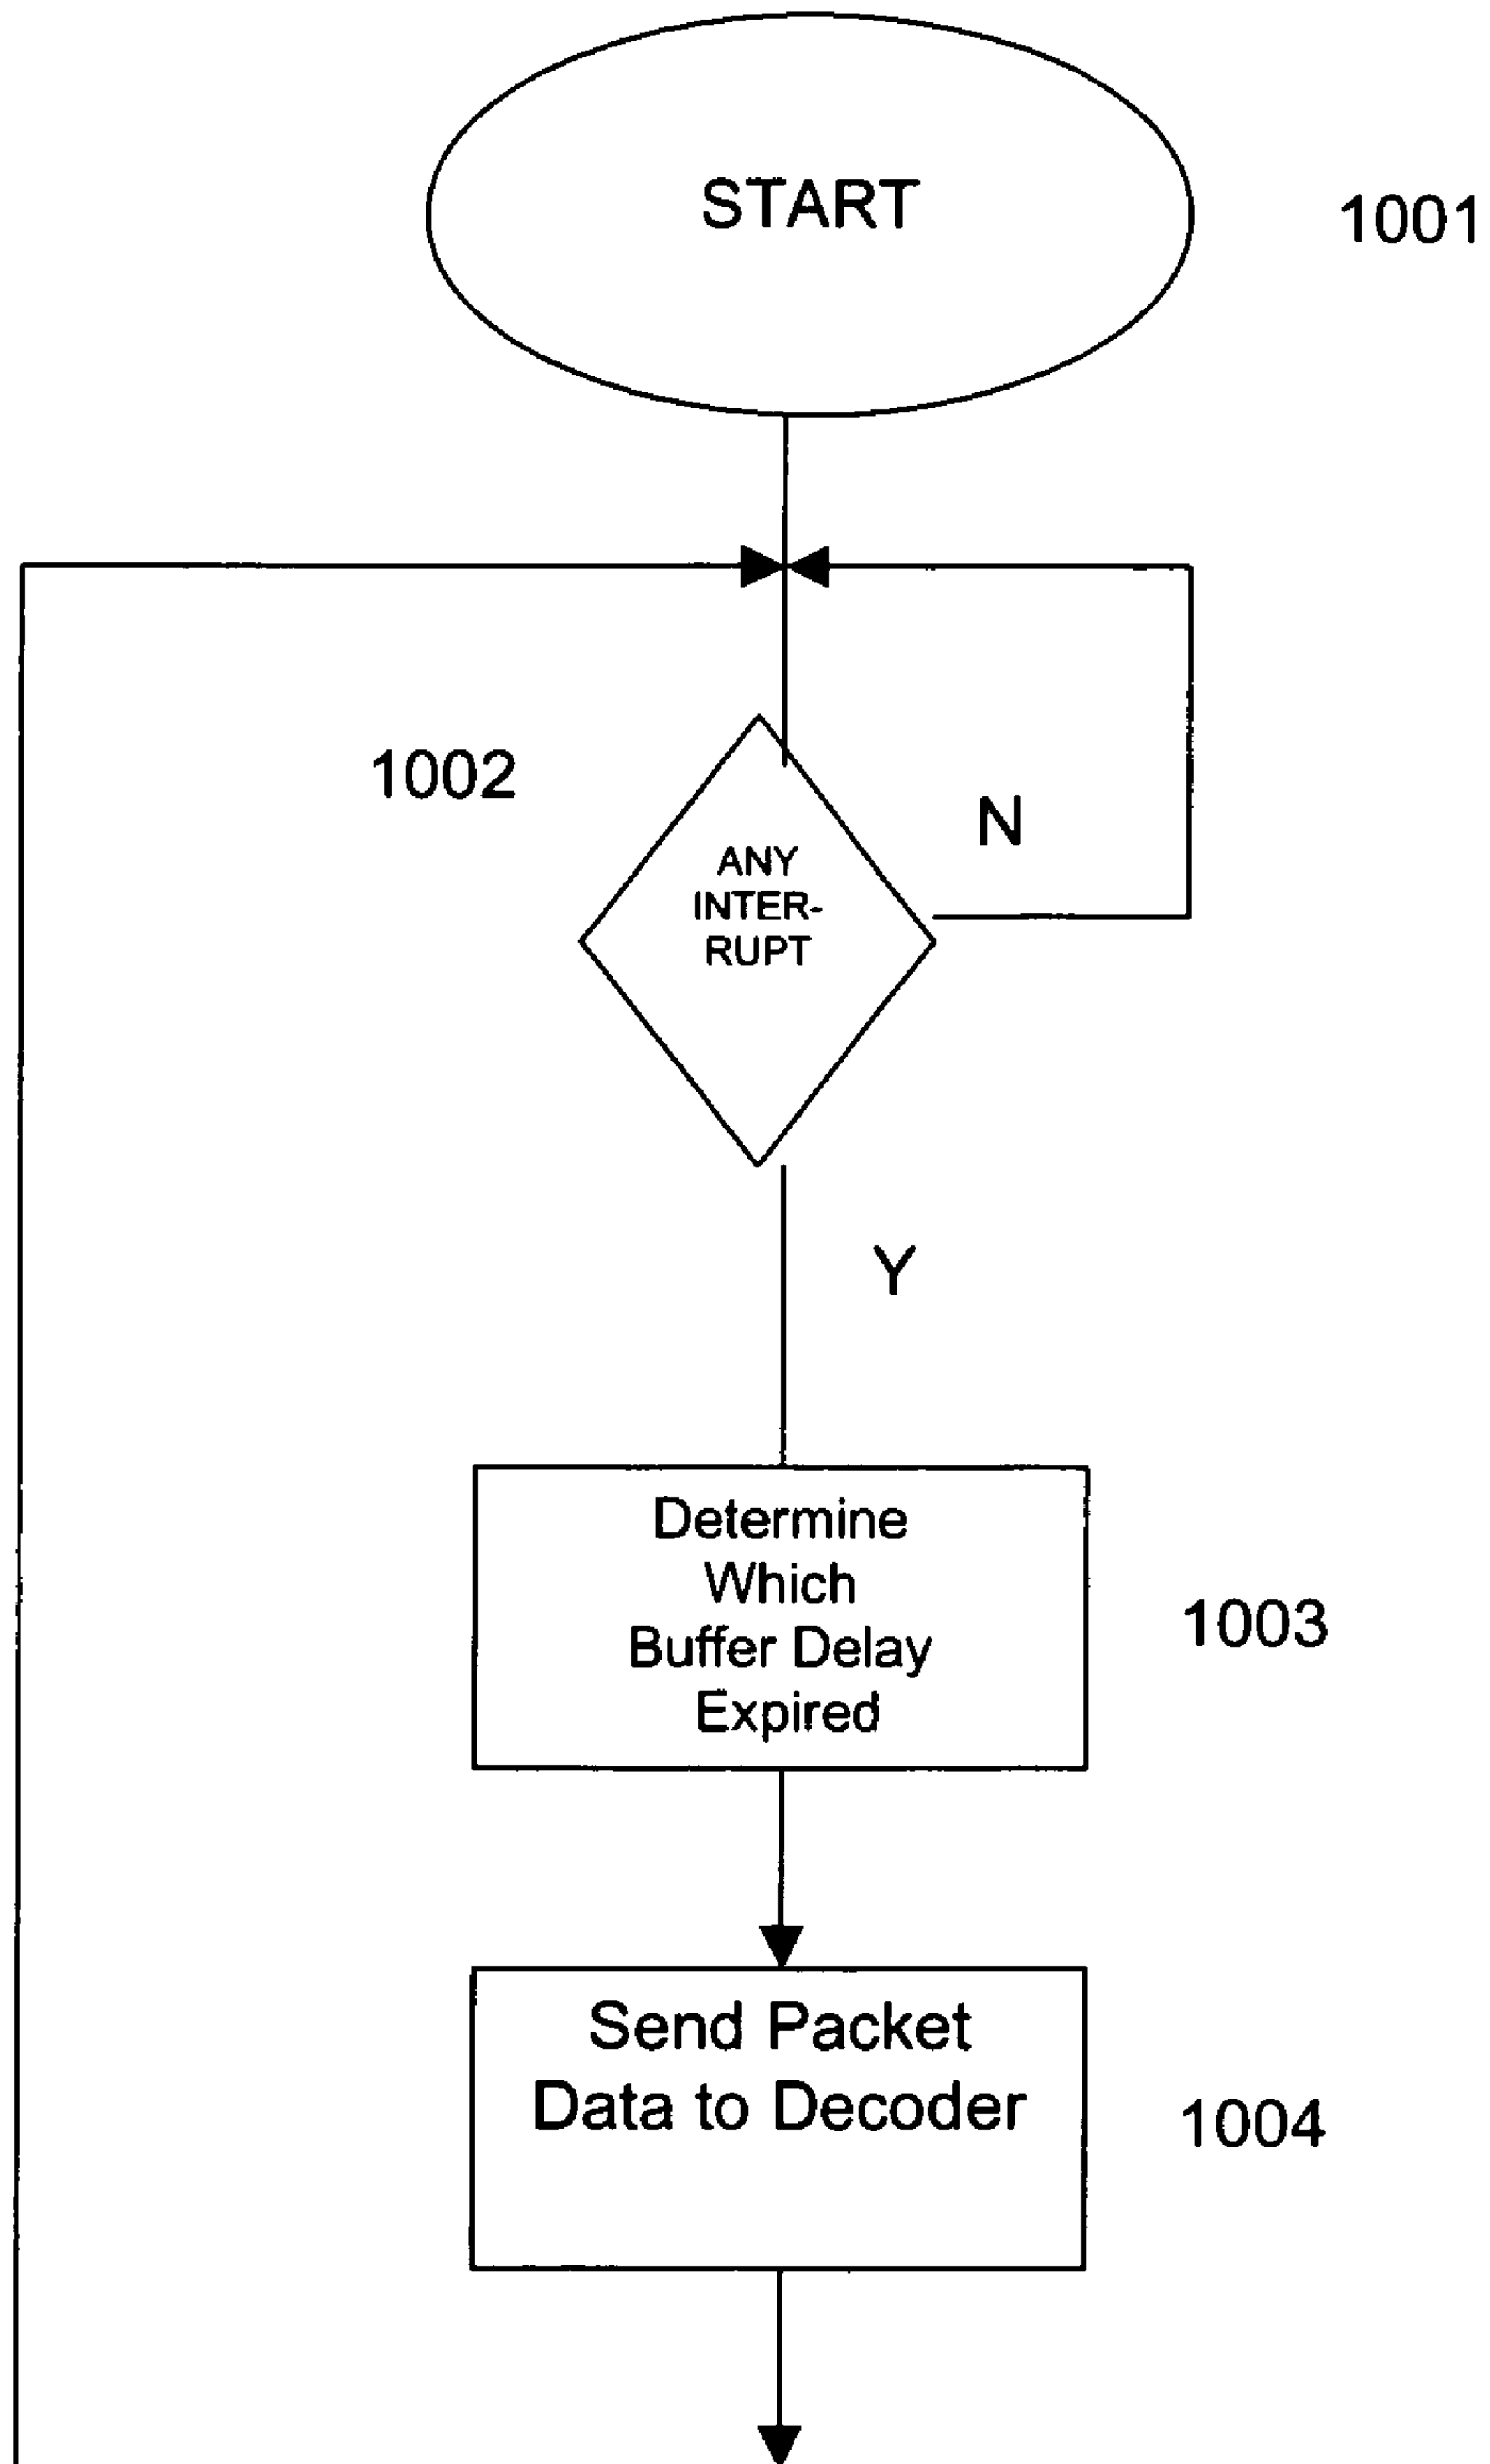 START
1001
1002
ANY
INTER-
RUPT
N
Y
Determine
Which
Buffer Delay
Expired
1003
Send Packet
Data to Decoder
1004